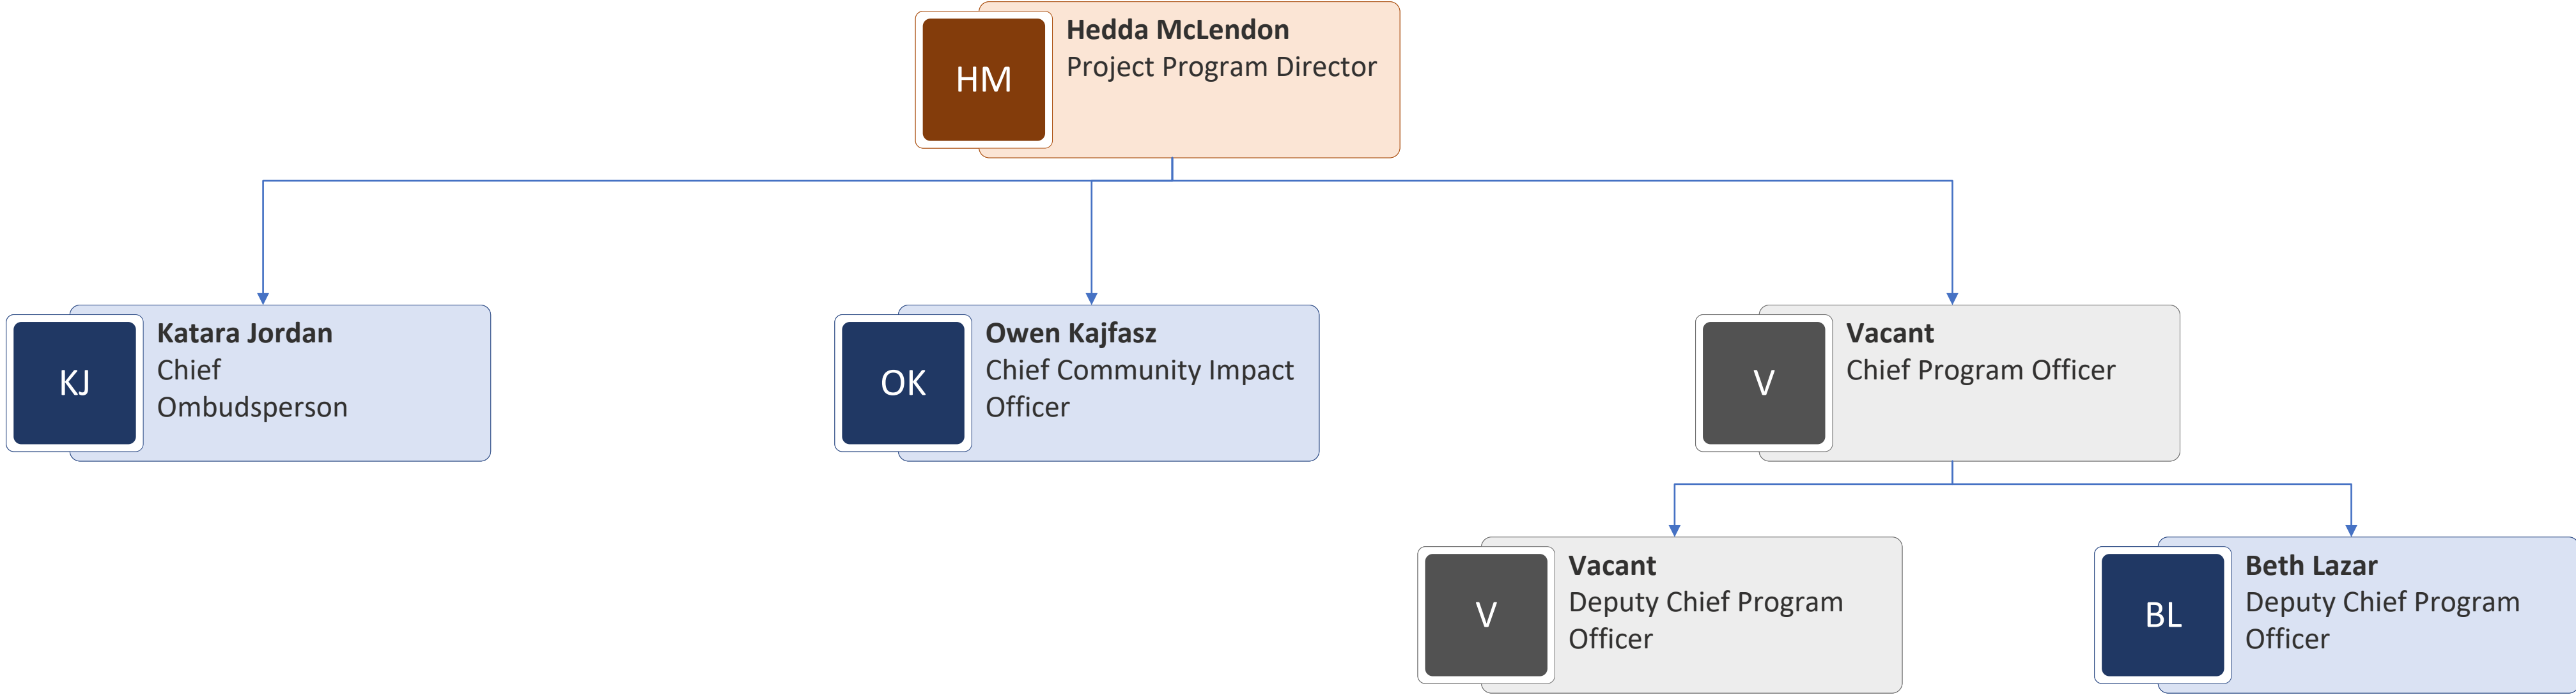 HM
Hedda McLendon
Project Program Director
KJ
Katara Jordan
Chief
Ombudsperson
OK
Owen Kajfasz
Chief Community Impact
Officer
V
Vacant
Chief Program Officer
V
Vacant
Deputy Chief Program
Officer
BL
Beth Lazar
Deputy Chief Program
Officer